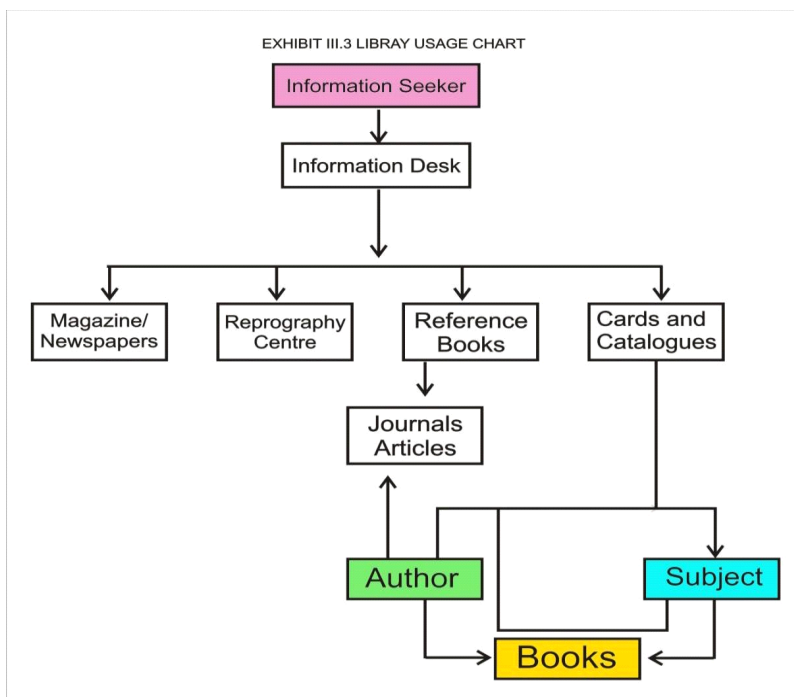 EXHIBIT III.3 LIBRAY USAGE CHART
Information Seeker
Information Desk
Magazine/
Newspapers
Reprography
Centre
Reference
Books
Cards and
Catalogues
Journals
Articles
Author
Subject
Books